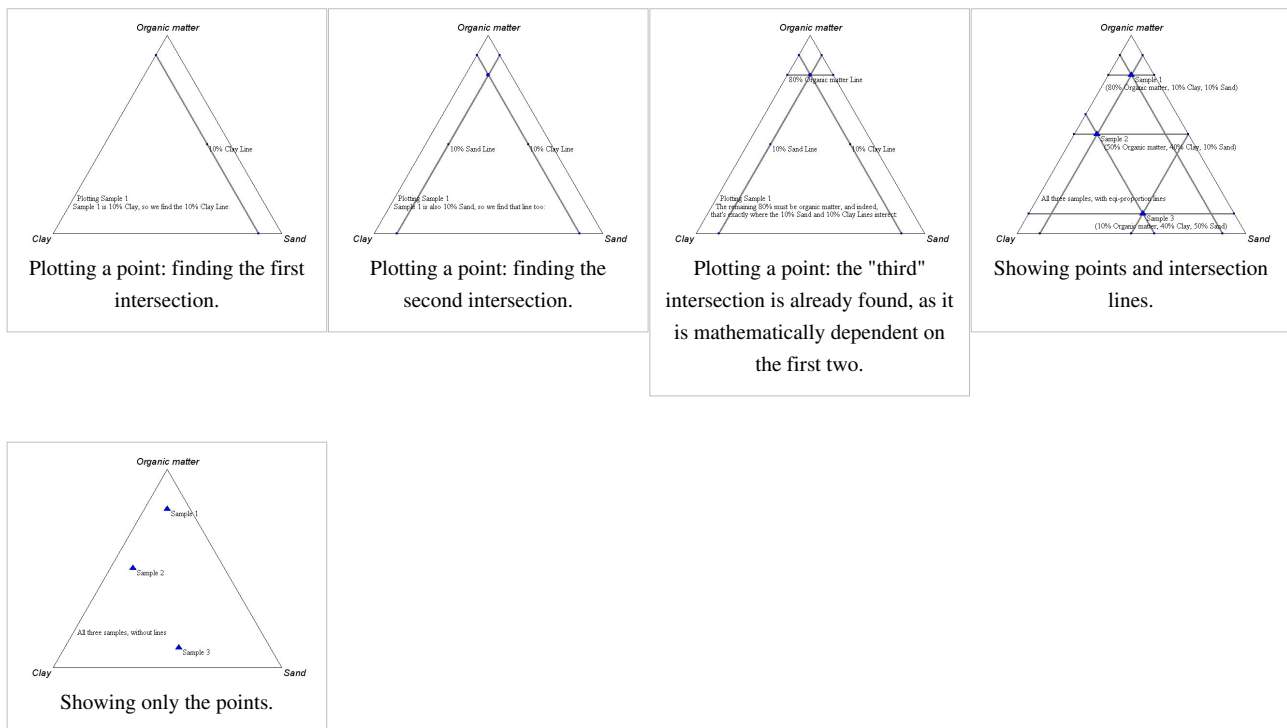 Organic matter
10% Clay Line
Plotting Sample 1
Sample 1 is 10% Clay, so we find the 10% Clay Line:
Clay
Sand
Plotting a point: finding the first
intersection.
Organic matter
10% Sand Line
10% Clay Line
Plotting Sample 1
Sample 1 is also 10% Sand, so we find that line too:
Clay
Sand
Plotting a point: finding the
second intersection.
Organic matter
80% Organic matter Line
10% Sand Line
10% Clay Line
Plotting Sample 1
The remaining 80% must be organic matter, and indeed,
that's exactly where the 10% Sand and 10% Clay Lines interect
Clay
Sand
Plotting a point: the "third"
intersection is already found, as it
is mathematically dependent on
the first two.
Organic matter
Sample 1
(80% Organic matter, 10% Clay, 10% Sand)
Sample 2
(50% Organic matter, 40% Clay, 10% Sand)
All three samples, with equi-proportion lines
Sample 3
(10% Organic matter, 40% Clay, 50% Sand)
Clay
Sand
Showing points and intersection
lines.
Organic matter
Sample 1
Sample 2
All three samples, without lines
Sample 3
Clay
Sand
Showing only the points.